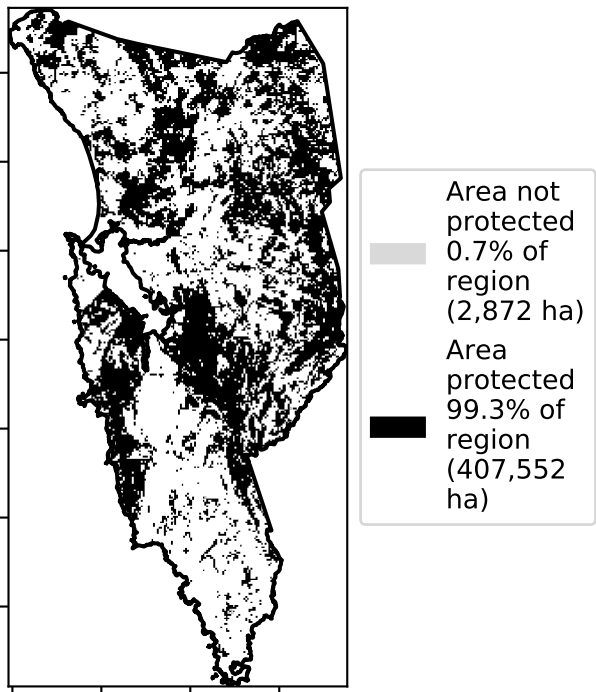 Area not
protected
0.7% of
region
(2,872 ha)
Area
protected
99.3% of
region
(407,552
ha)